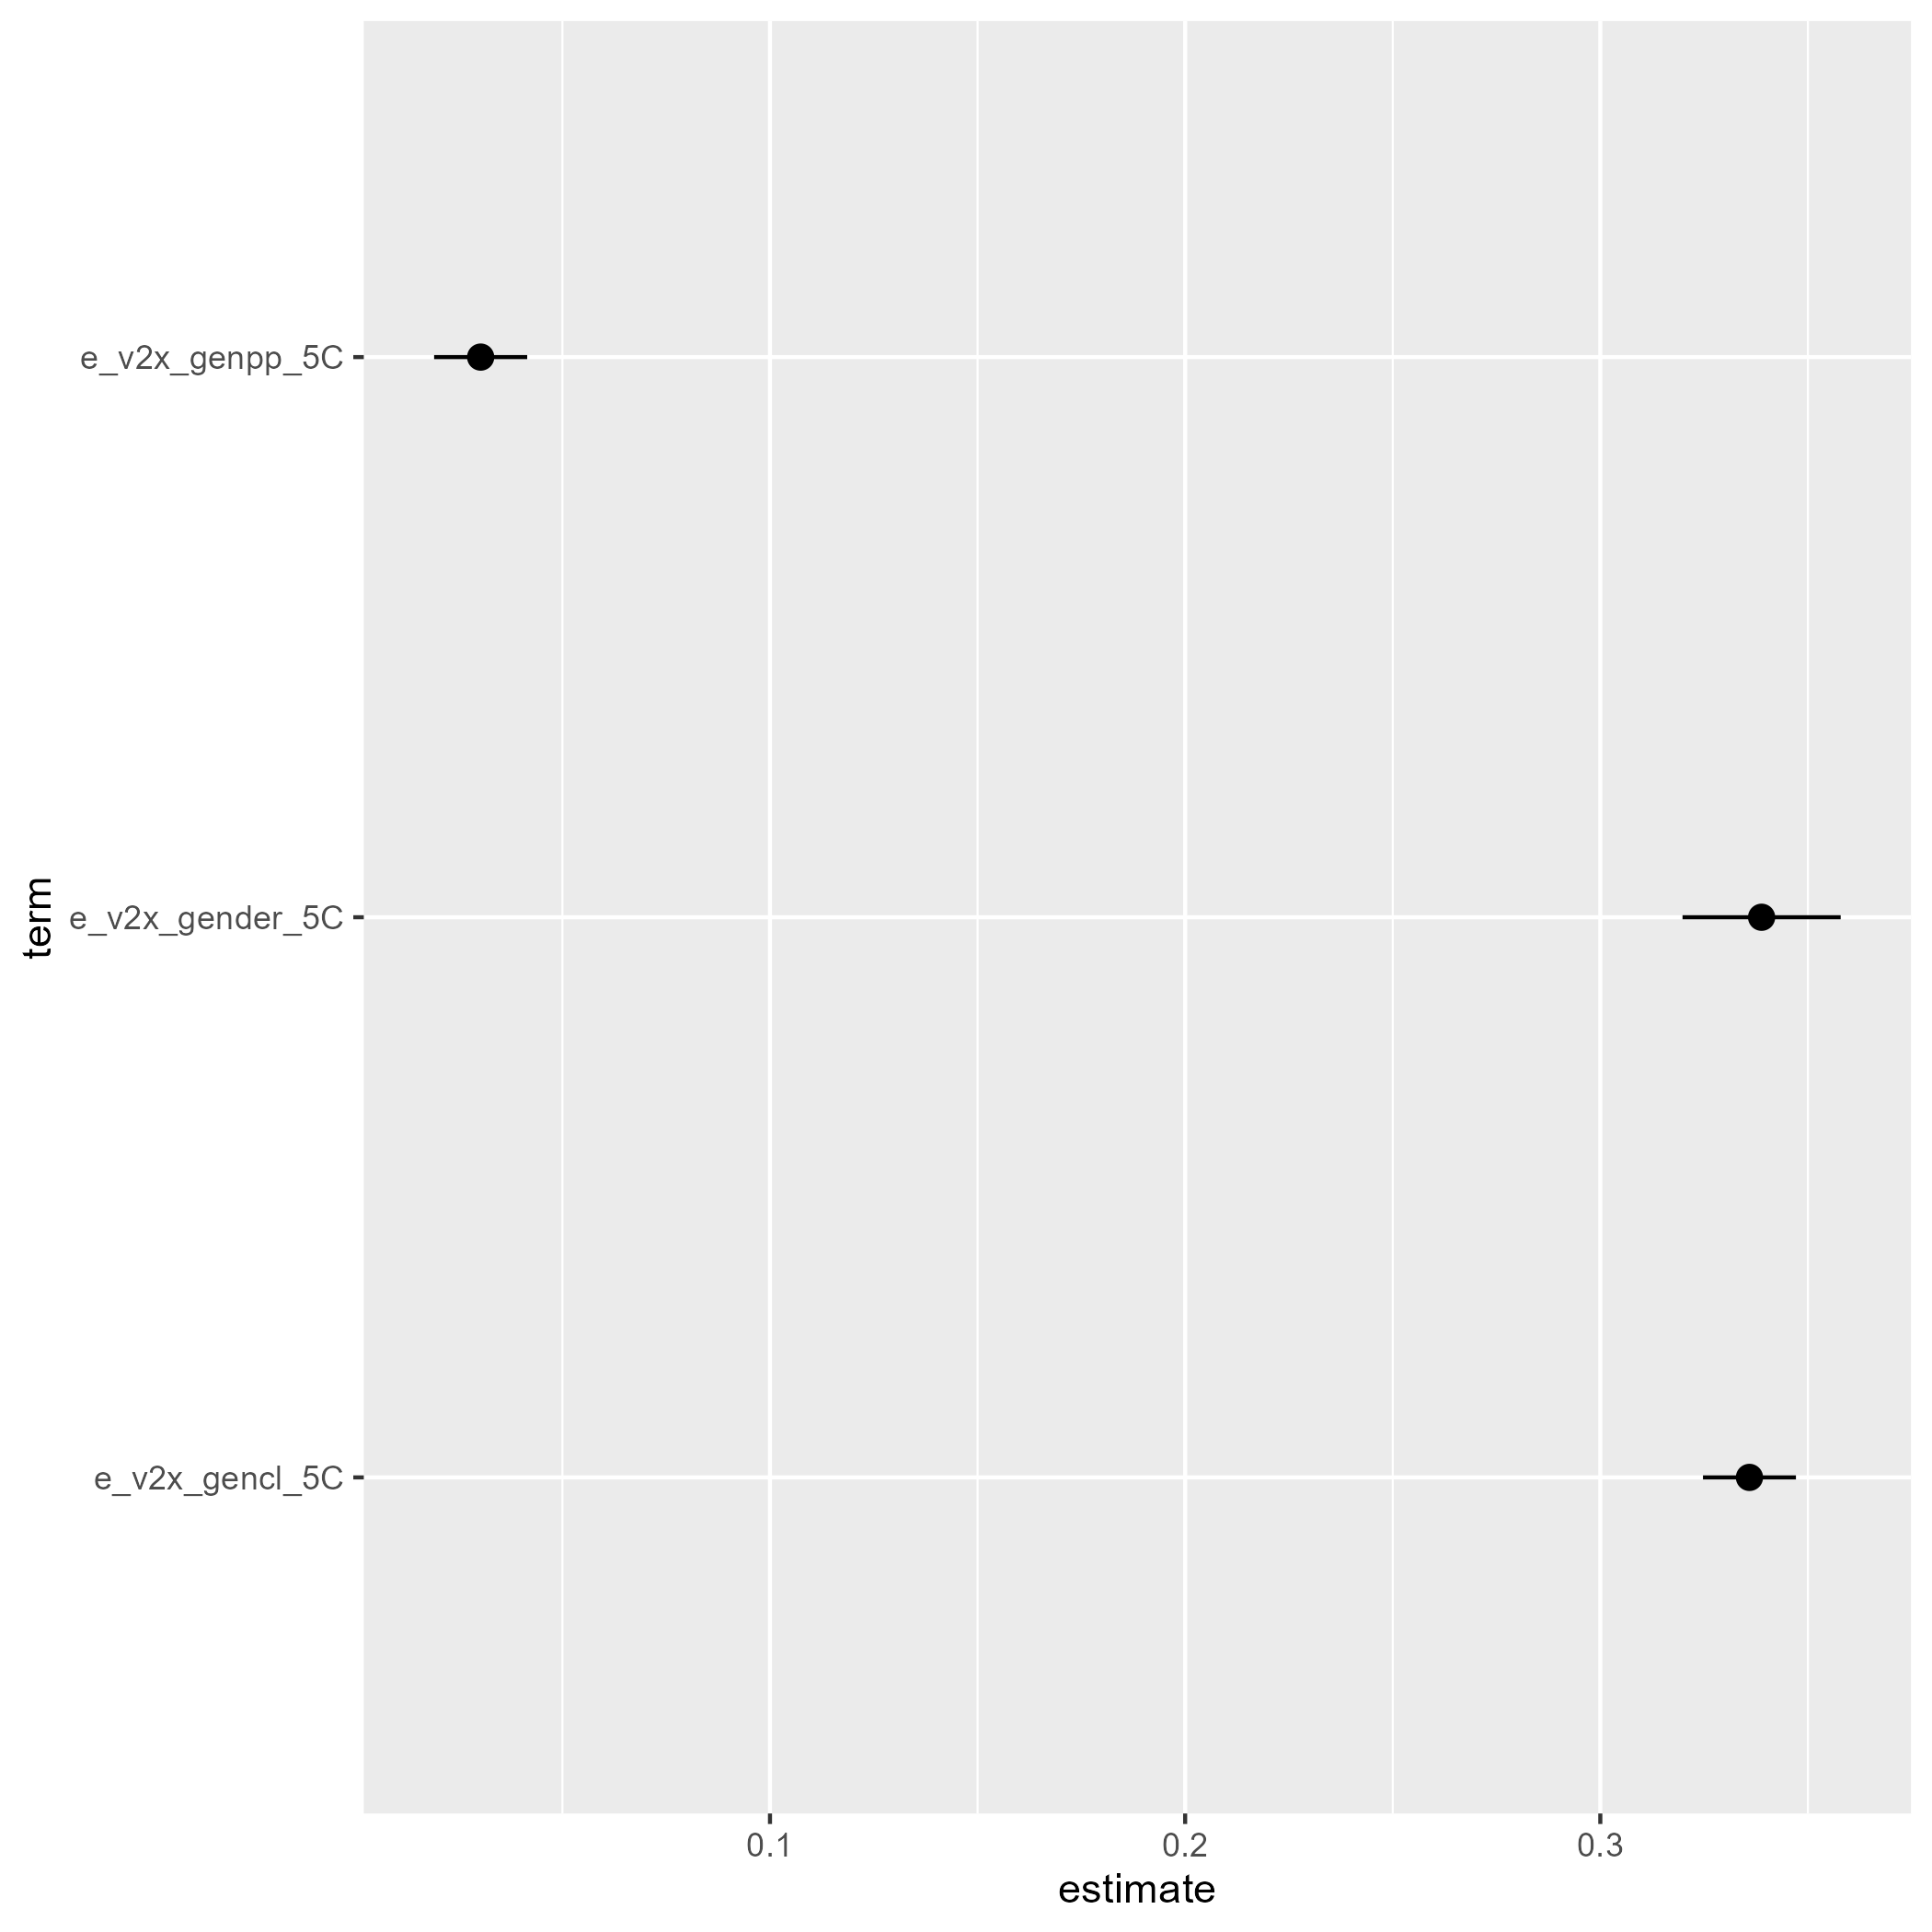 e_v2x_genpp_5C
e_v2x_gender_5C
e_v2x_gencl_5C
term
0.1
0.2
0.3
estimate